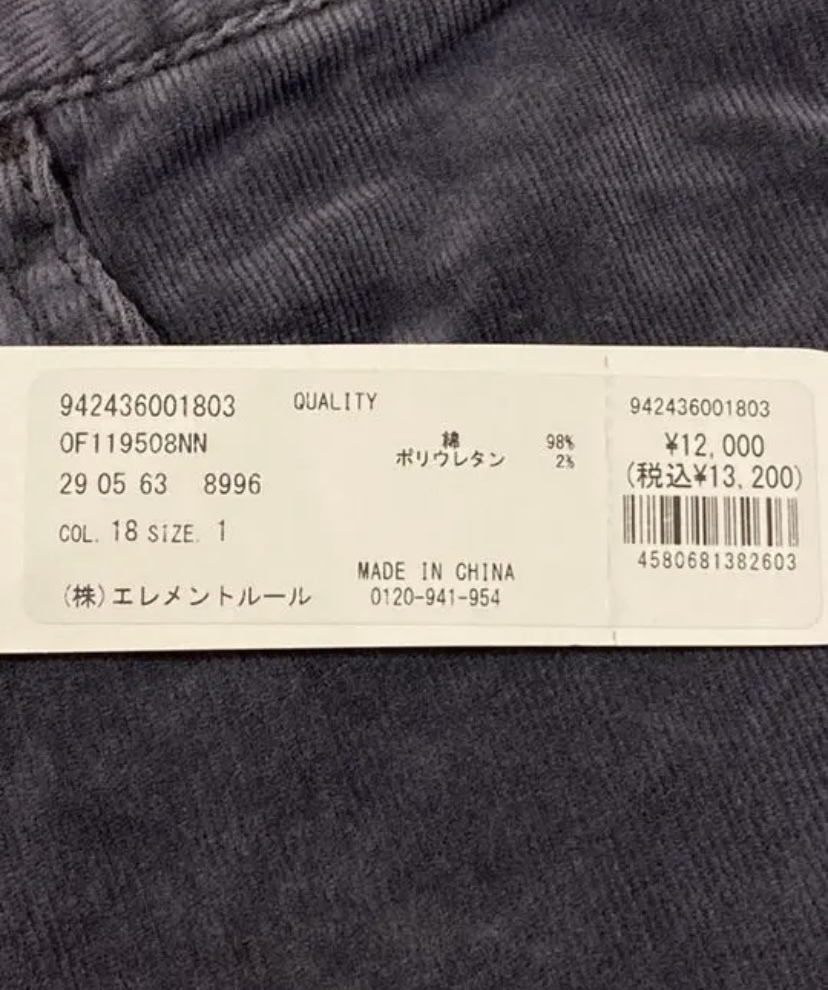 942436001803
OF119508NN
29 05 63 8996
COL. 18 SIZE. 1
(株)エレメントルール
QUALITY
綿 98%
ポリウレタン 2%
MADE IN CHINA
0120-941-954
942436001803
¥12,000
(税込¥13,200)
4580681382603